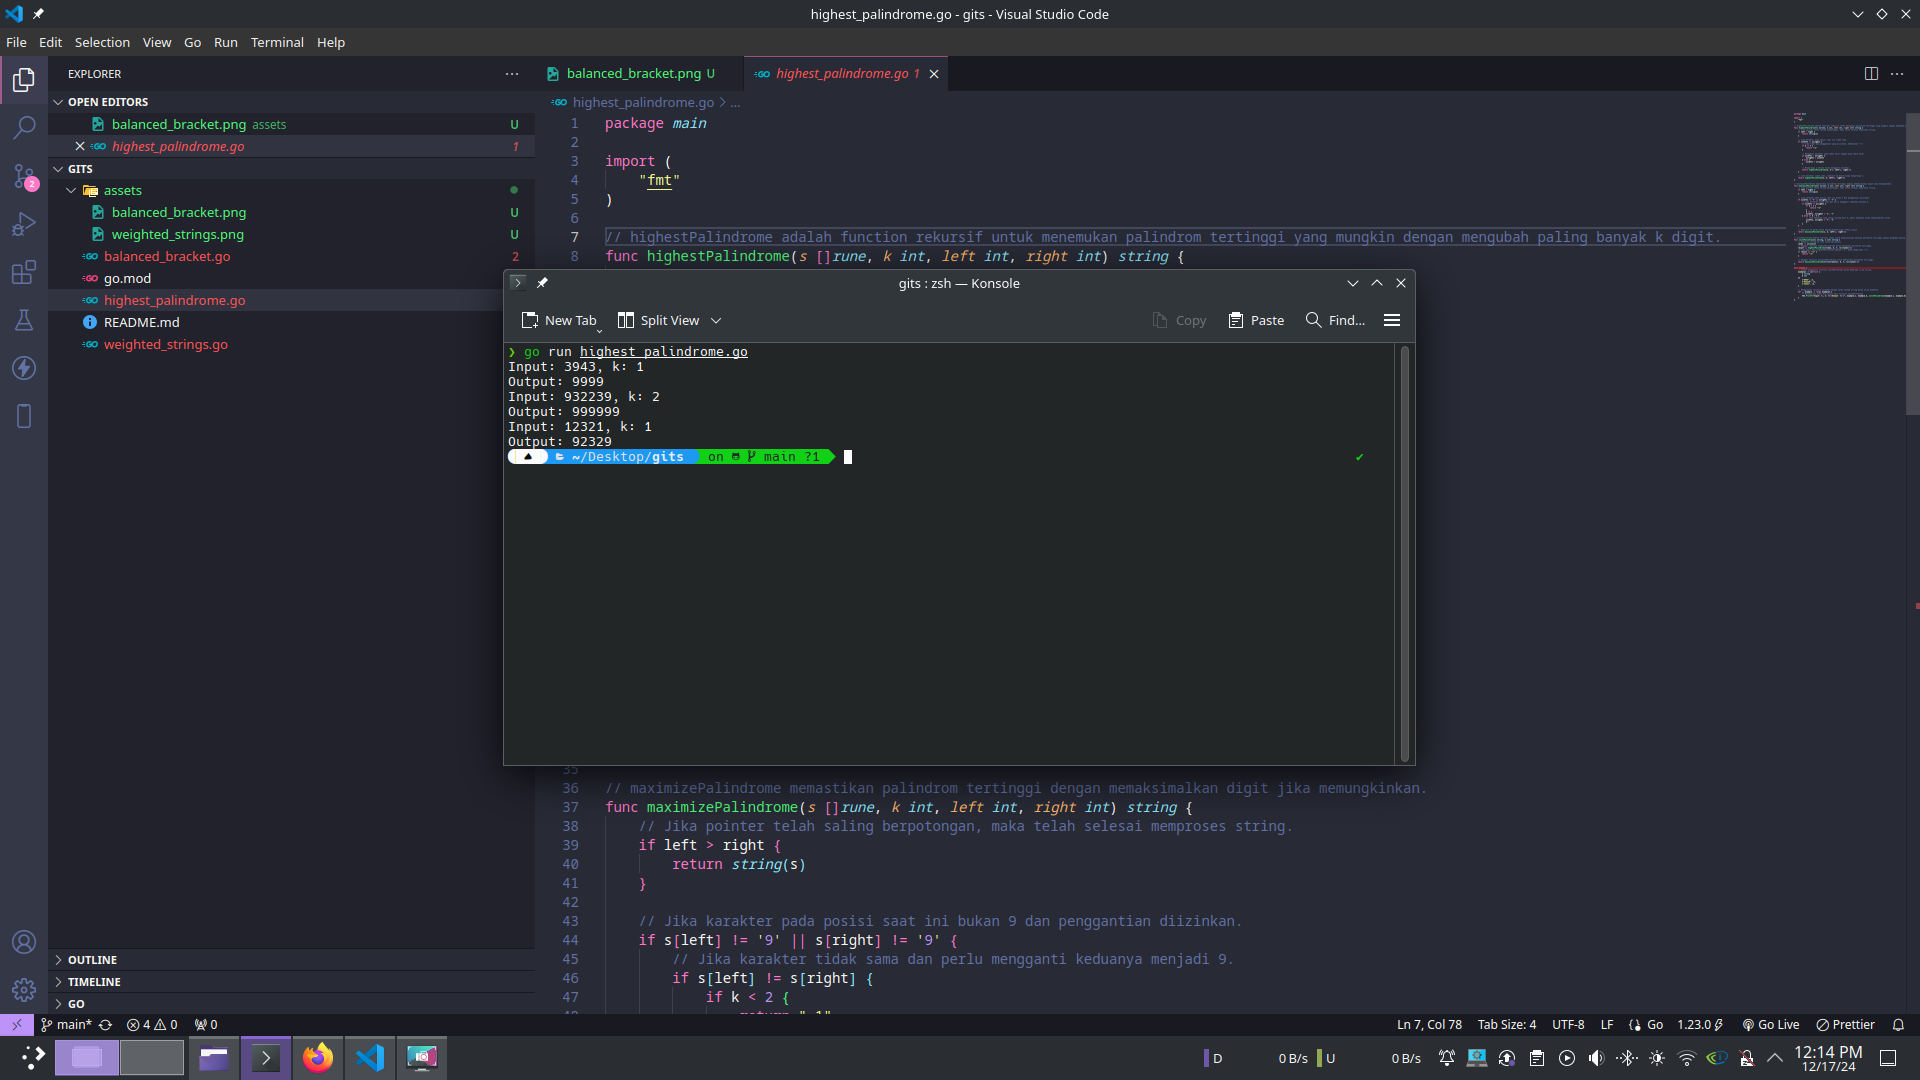 highest_palindrome.go - gits - Visual Studio Code
File Edit Selection View Go Run Terminal Help
EXPLORER
OPEN EDITORS
balanced_bracket.png assets U
highest_palindrome.go 1
GITS
assets
balanced_bracket.png U
weighted_strings.png U
balanced_bracket.go 2
go.mod
highest_palindrome.go
README.md
weighted_strings.go
OUTLINE
TIMELINE
GO
balanced_bracket.png U
highest_palindrome.go 1
highest_palindrome.go > ...
1 package main
2
3 import (
4 "fmt"
5 )
6
7 // highestPalindrome adalah function rekursif untuk menemukan palindrom tertinggi yang mungkin dengan mengubah paling banyak k digit.
8 func highestPalindrome(s []rune, k int, left int, right int) string {
gits : zsh — Konsole
New Tab Split View Copy Paste Find...
❯ go run highest_palindrome.go
Input: 3943, k: 1
Output: 9999
Input: 932239, k: 2
Output: 999999
Input: 12321, k: 1
Output: 92329
~/Desktop/gits on main ?1 ✔
35
36 // maximizePalindrome memastikan palindrom tertinggi dengan memaksimalkan digit jika memungkinkan.
37 func maximizePalindrome(s []rune, k int, left int, right int) string {
38 // Jika pointer telah saling berpotongan, maka telah selesai memproses string.
39 if left > right {
40 return string(s)
41 }
42
43 // Jika karakter pada posisi saat ini bukan 9 dan penggantian diizinkan.
44 if s[left] != '9' || s[right] != '9' {
45 // Jika karakter tidak sama dan perlu mengganti keduanya menjadi 9.
46 if s[left] != s[right] {
47 if k < 2 {
2
main* 4 0 0
Ln 7, Col 78 Tab Size: 4 UTF-8 LF Go 1.23.0 Go Live Prettier
D 0 B/s U 0 B/s
12:14 PM
12/17/24